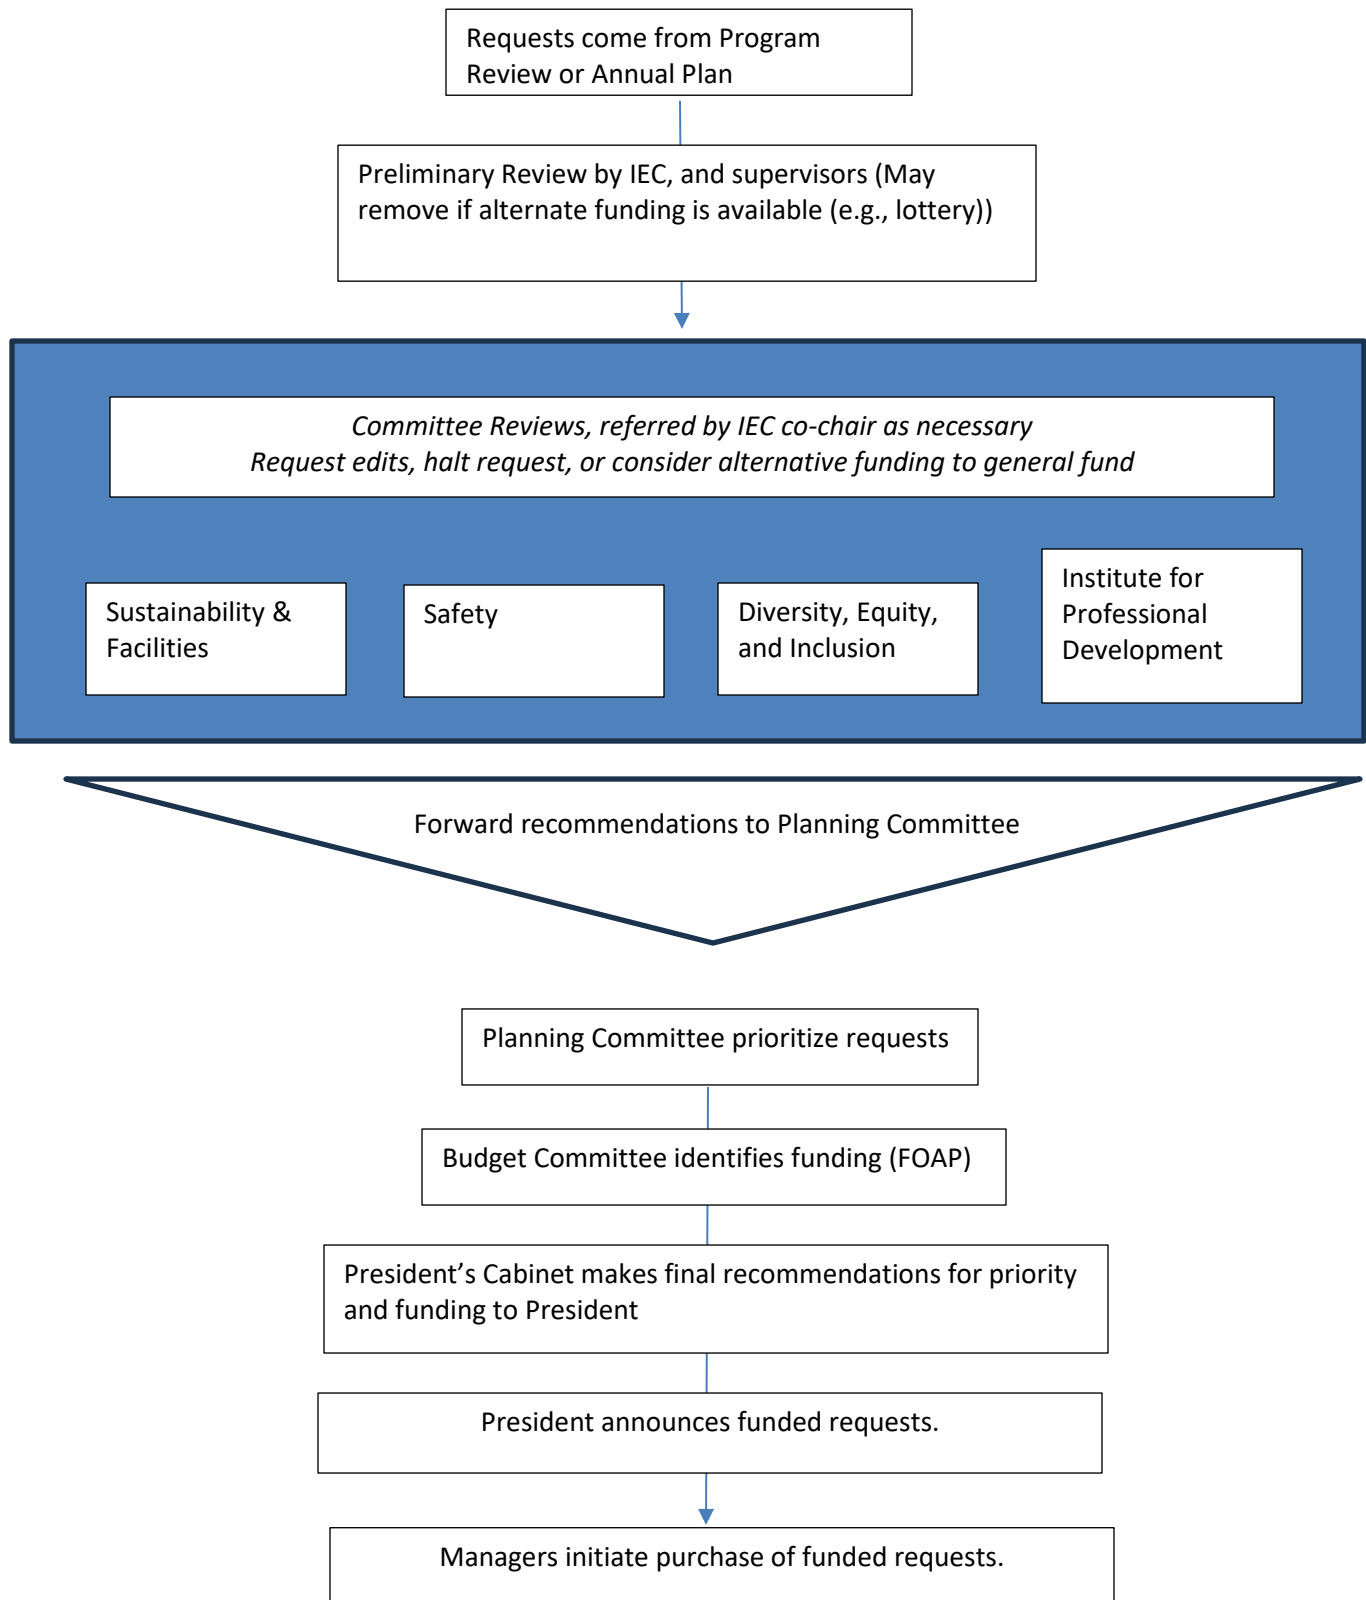 Requests come from Program
Review or Annual Plan
Preliminary Review by IEC, and supervisors (May
remove if alternate funding is available (e.g., lottery))
Committee Reviews, referred by IEC co-chair as necessary
Request edits, halt request, or consider alternative funding to general fund
Sustainability &
Facilities
Safety
Diversity, Equity,
and Inclusion
Institute for
Professional
Development
Forward recommendations to Planning Committee
Planning Committee prioritize requests
Budget Committee identifies funding (FOAP)
President’s Cabinet makes final recommendations for priority
and funding to President
President announces funded requests.
Managers initiate purchase of funded requests.